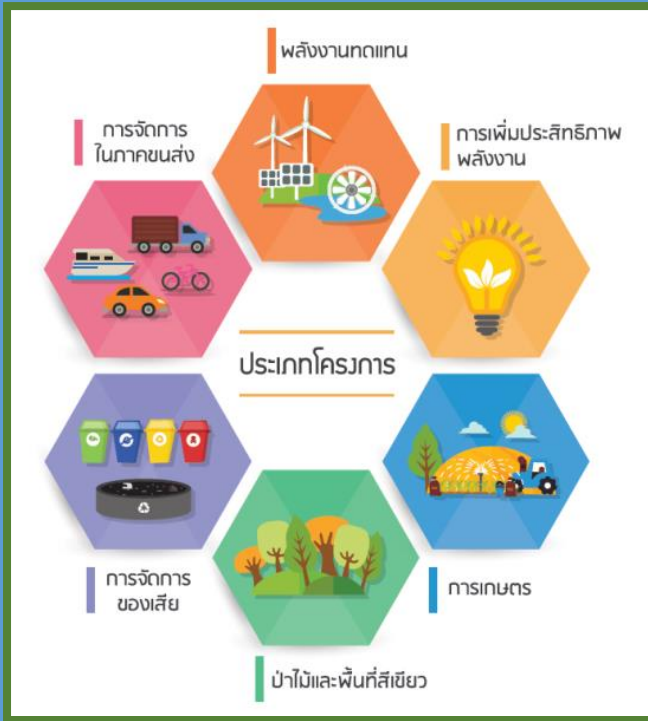 พลังงานทดแทน
การจัดการ
ในภาคขนส่ง
การเพิ่มประสิทธิภาพ
พลังงาน
ประเภทโครงการ
การจัดการ
ของเสีย
การเกษตร
ป่าไม้และพื้นที่สีเขียว